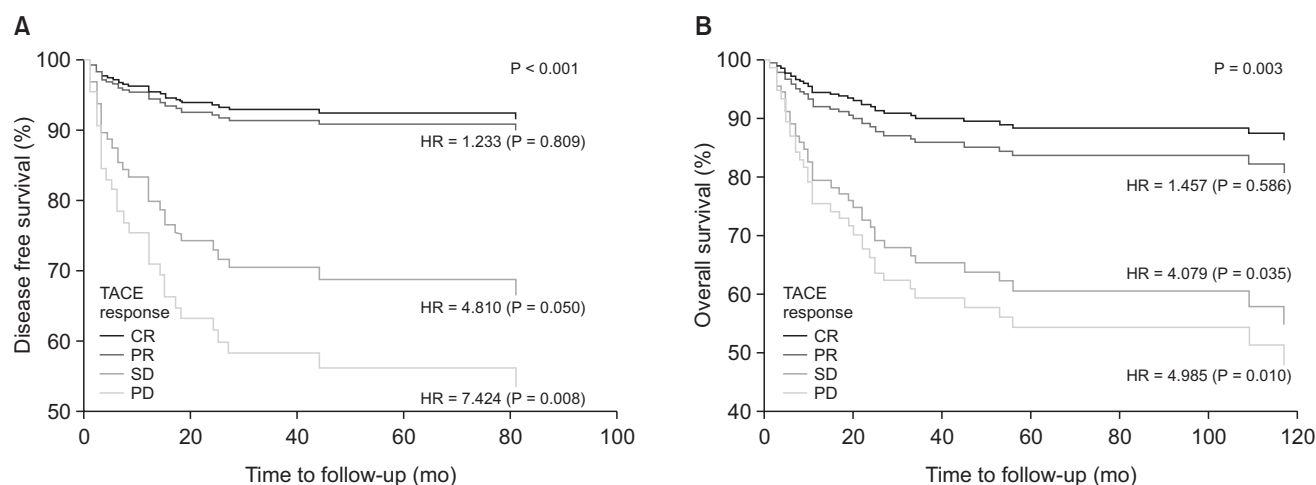 A
Disease free survival (%)
100
90
80
70
60
50
P < 0.001
HR = 1.233 (P = 0.809)
HR = 4.810 (P = 0.050)
HR = 7.424 (P = 0.008)
TACE
response
CR
PR
SD
PD
0
20
40
60
80
100
Time to follow-up (mo)
B
Overall survival (%)
100
90
80
70
60
50
40
P = 0.003
HR = 1.457 (P = 0.586)
HR = 4.079 (P = 0.035)
HR = 4.985 (P = 0.010)
TACE
response
CR
PR
SD
PD
0
20
40
60
80
100
120
Time to follow-up (mo)